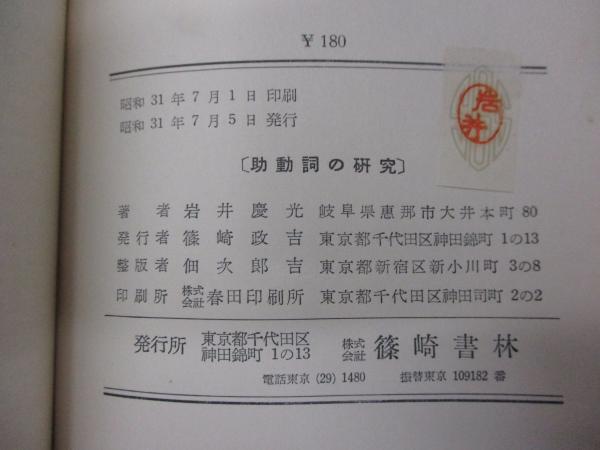 ¥ 180
昭和 31 年 7 月 1 日 印刷
昭和 31 年 7 月 5 日 発行
岩井
〔助動詞の研究〕
著者 岩井慶光 岐阜県恵那市大井本町 80
発行者 篠崎政吉 東京都千代田区神田錦町 1の13
整版者 佃次郎吉 東京都新宿区新小川町 3の8
印刷所 株式会社 春田印刷所 東京都千代田区神田司町 2の2
発行所 東京都千代田区神田錦町 1の13 株式会社 篠崎書林
電話東京 (29) 1480 振替東京 109182 番